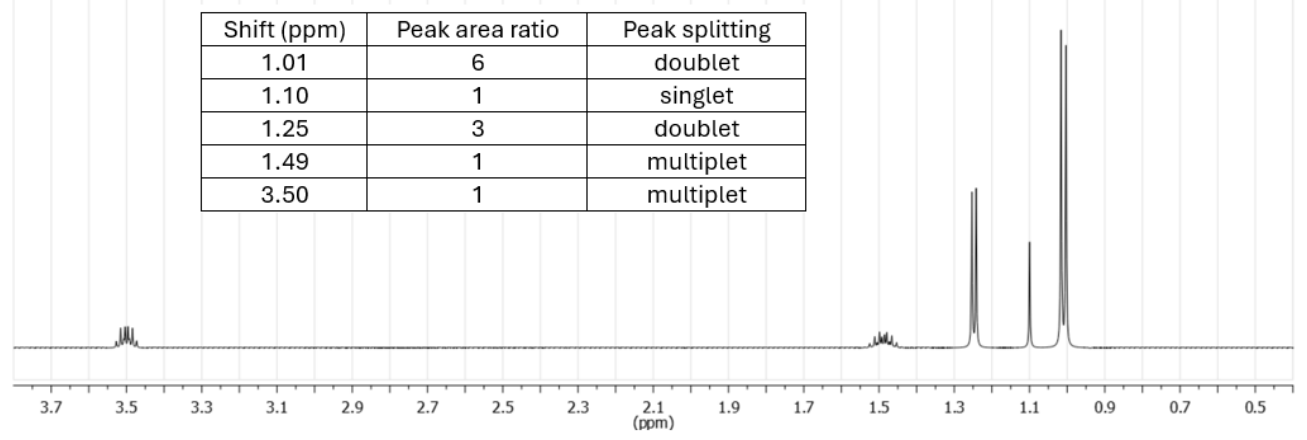 Shift (ppm) Peak area ratio Peak splitting
1.01 6 doublet
1.10 1 singlet
1.25 3 doublet
1.49 1 multiplet
3.50 1 multiplet
3.7 3.5 3.3 3.1 2.9 2.7 2.5 2.3 2.1 1.9 1.7 1.5 1.3 1.1 0.9 0.7 0.5
(ppm)